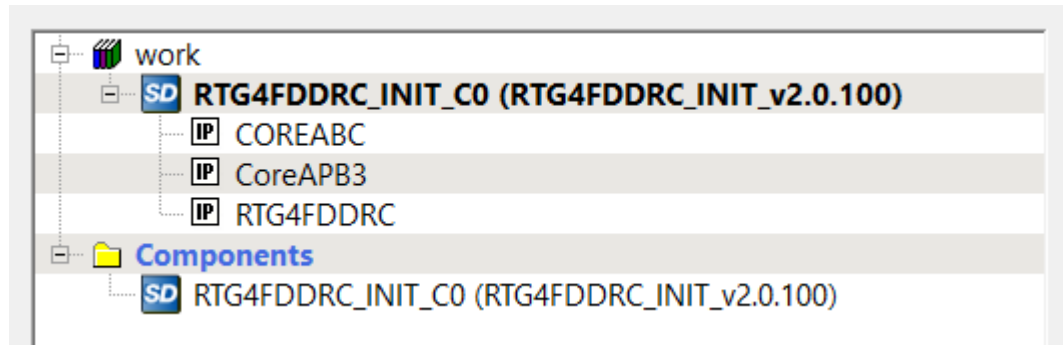 work
SD RTG4FDDRC_INIT_C0 (RTG4FDDRC_INIT_v2.0.100)
IP COREABC
IP CoreAPB3
IP RTG4FDDRC
Components
SD RTG4FDDRC_INIT_C0 (RTG4FDDRC_INIT_v2.0.100)